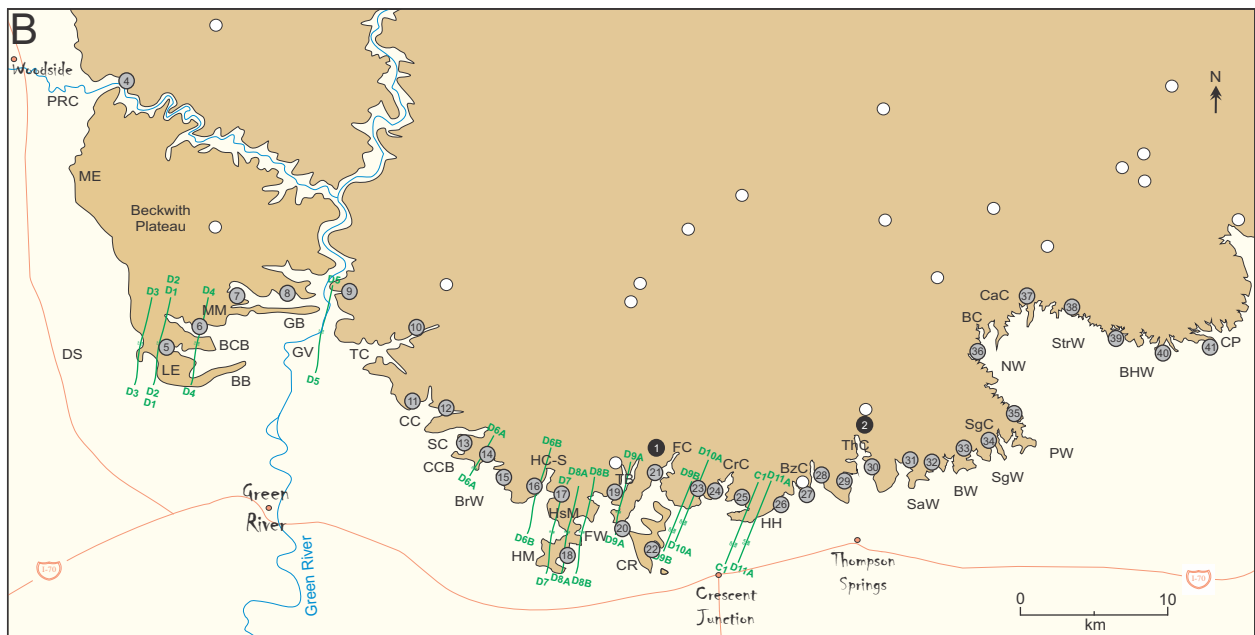 B
Woodside
PRC
4
N
ME
Beckwith
Plateau
D3
D2
D1
D4
MM
7
8
GB
D5
9
6
BCB
5
LE
BB
D3
D2
D1
D4
GV
D5
DS
TC
10
11
12
CC
SC
13
CCB
14
D6A
D6A
15
BrW
HC-S
D6B
16
D7
17
D8A
D8B
HsM
D6B
HM
18
D7
D8A
D8B
FW
19
TB
D9A
20
D9A
1
21
FC
22
CR
D9B
D10A
23
24
D9B
D10A
CrC
25
C1
D11A
HH
26
C1
D11A
BzC
27
28
29
ThC
2
30
31
32
SaW
33
BW
SgC
34
SgW
35
PW
36
BC
NW
CaC
37
38
StrW
39
BHW
40
41
CP
Green
River
Green River
I-70
Crescent
Junction
Thompson
Springs
I-70
0
10
km